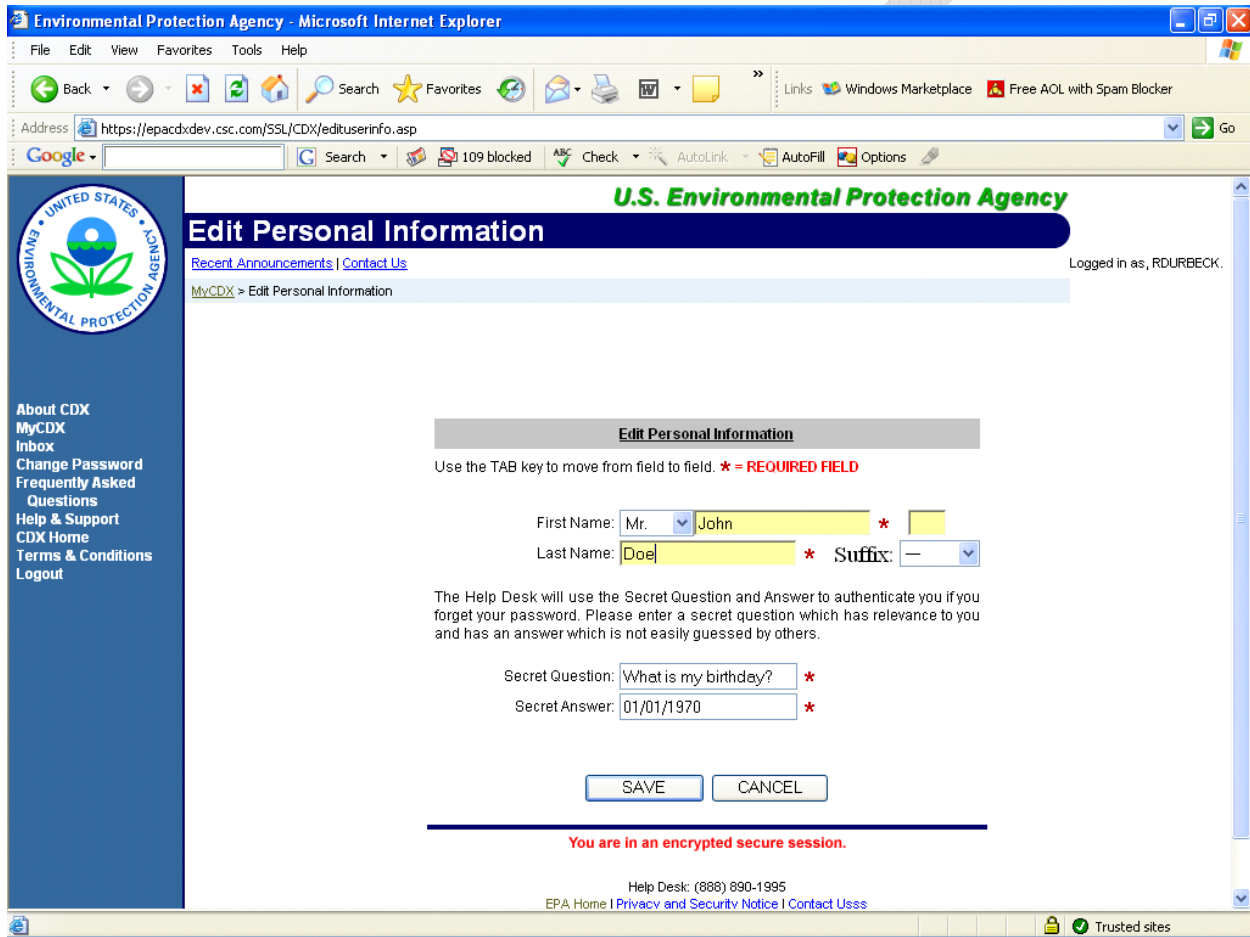 Environmental Protection Agency - Microsoft Internet Explorer
File Edit View Favorites Tools Help
Back Search Favorites » Links Windows Marketplace Free AOL with Spam Blocker
Address https://epacdxdev.csc.com/SSL/CDX/edituserinfo.asp Go
Google G Search 109 blocked ABC Check AutoLink AutoFill Options
UNITED STATES ENVIRONMENTAL PROTECTION AGENCY
U.S. Environmental Protection Agency
Edit Personal Information
Recent Announcements | Contact Us
Logged in as, RDURBECK.
MyCDX > Edit Personal Information
About CDX
MyCDX
Inbox
Change Password
Frequently Asked
Questions
Help & Support
CDX Home
Terms & Conditions
Logout
Edit Personal Information
Use the TAB key to move from field to field. * = REQUIRED FIELD
First Name: Mr. John *
Last Name: Doe * Suffix: —
The Help Desk will use the Secret Question and Answer to authenticate you if you
forget your password. Please enter a secret question which has relevance to you
and has an answer which is not easily guessed by others.
Secret Question: What is my birthday? *
Secret Answer: 01/01/1970 *
SAVE CANCEL
You are in an encrypted secure session.
Help Desk: (888) 890-1995
EPA Home | Privacy and Security Notice | Contact Usss
Trusted sites